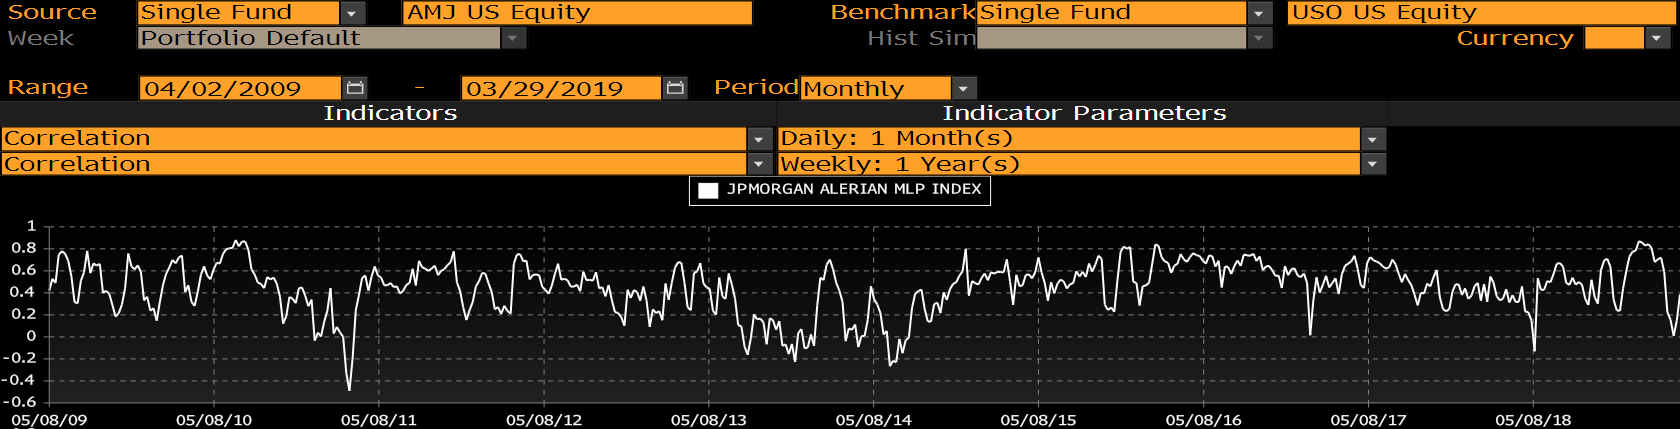 Source Single Fund AMJ US Equity Benchmark Single Fund USO US Equity
Week Portfolio Default Hist Sim Currency
Range 04/02/2009 - 03/29/2019 Period Monthly
Indicators Indicator Parameters
Correlation Daily: 1 Month(s)
Correlation Weekly: 1 Year(s)
JPMORGAN ALERIAN MLP INDEX
1
0.8
0.6
0.4
0.2
0
-0.2
-0.4
-0.6
05/08/09 05/08/10 05/08/11 05/08/12 05/08/13 05/08/14 05/08/15 05/08/16 05/08/17 05/08/18